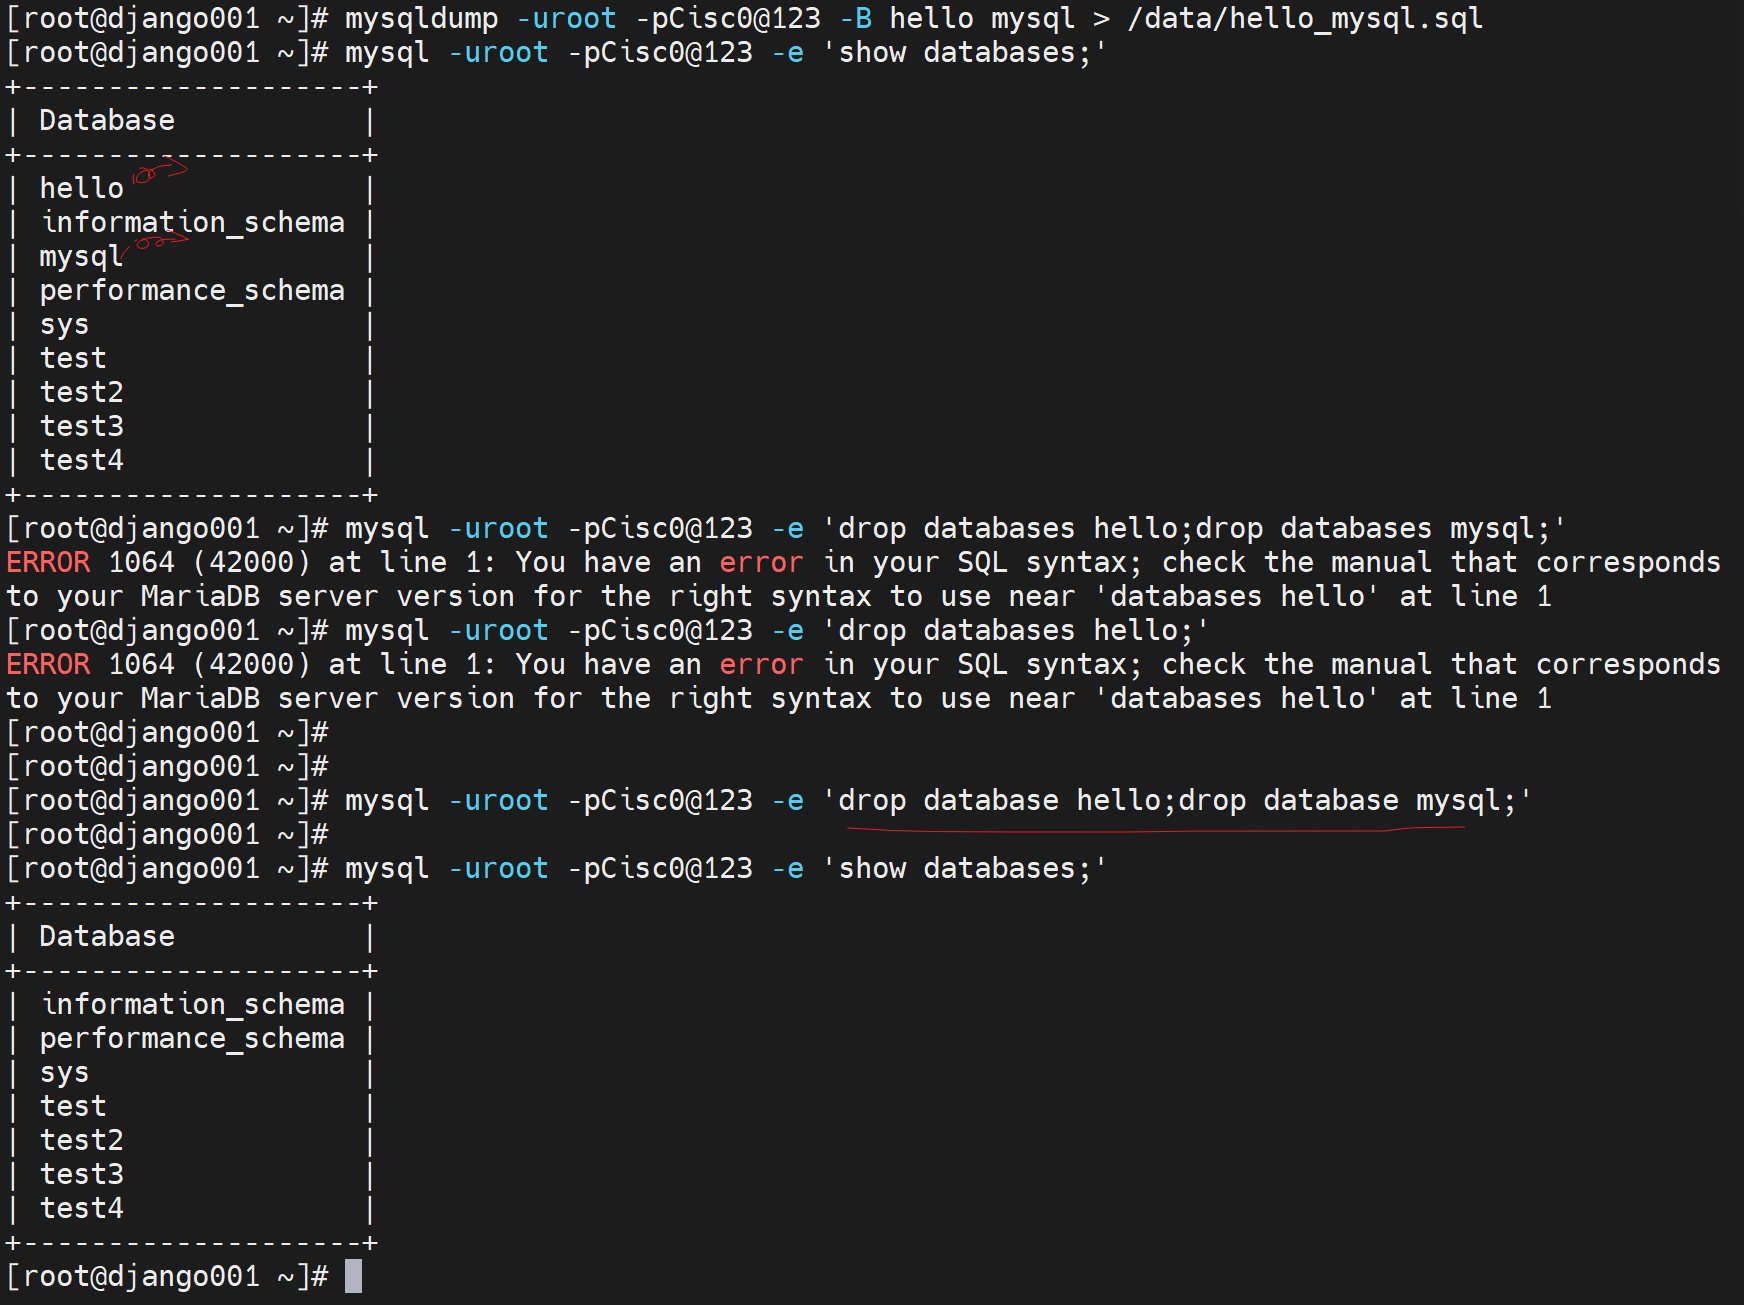 [root@django001 ~]# mysqldump -uroot -pCisc0@123 -B hello mysql > /data/hello_mysql.sql
[root@django001 ~]# mysql -uroot -pCisc0@123 -e 'show databases;'
+--------------------+
| Database           |
+--------------------+
| hello              |
| information_schema |
| mysql              |
| performance_schema |
| sys                |
| test               |
| test2              |
| test3              |
| test4              |
+--------------------+
[root@django001 ~]# mysql -uroot -pCisc0@123 -e 'drop databases hello;drop databases mysql;'
ERROR 1064 (42000) at line 1: You have an error in your SQL syntax; check the manual that corresponds
to your MariaDB server version for the right syntax to use near 'databases hello' at line 1
[root@django001 ~]# mysql -uroot -pCisc0@123 -e 'drop databases hello;'
ERROR 1064 (42000) at line 1: You have an error in your SQL syntax; check the manual that corresponds
to your MariaDB server version for the right syntax to use near 'databases hello' at line 1
[root@django001 ~]#
[root@django001 ~]#
[root@django001 ~]# mysql -uroot -pCisc0@123 -e 'drop database hello;drop database mysql;'
[root@django001 ~]#
[root@django001 ~]# mysql -uroot -pCisc0@123 -e 'show databases;'
+--------------------+
| Database           |
+--------------------+
| information_schema |
| performance_schema |
| sys                |
| test               |
| test2              |
| test3              |
| test4              |
+--------------------+
[root@django001 ~]#